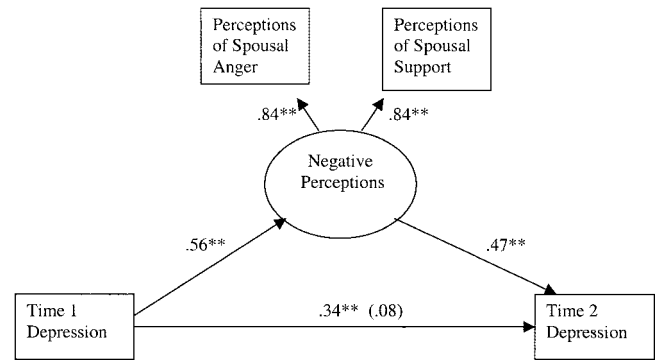 Perceptions
of Spousal
Anger
Perceptions
of Spousal
Support
.84**
.84**
Negative
Perceptions
.56**
.47**
.34** (.08)
Time 1
Depression
Time 2
Depression